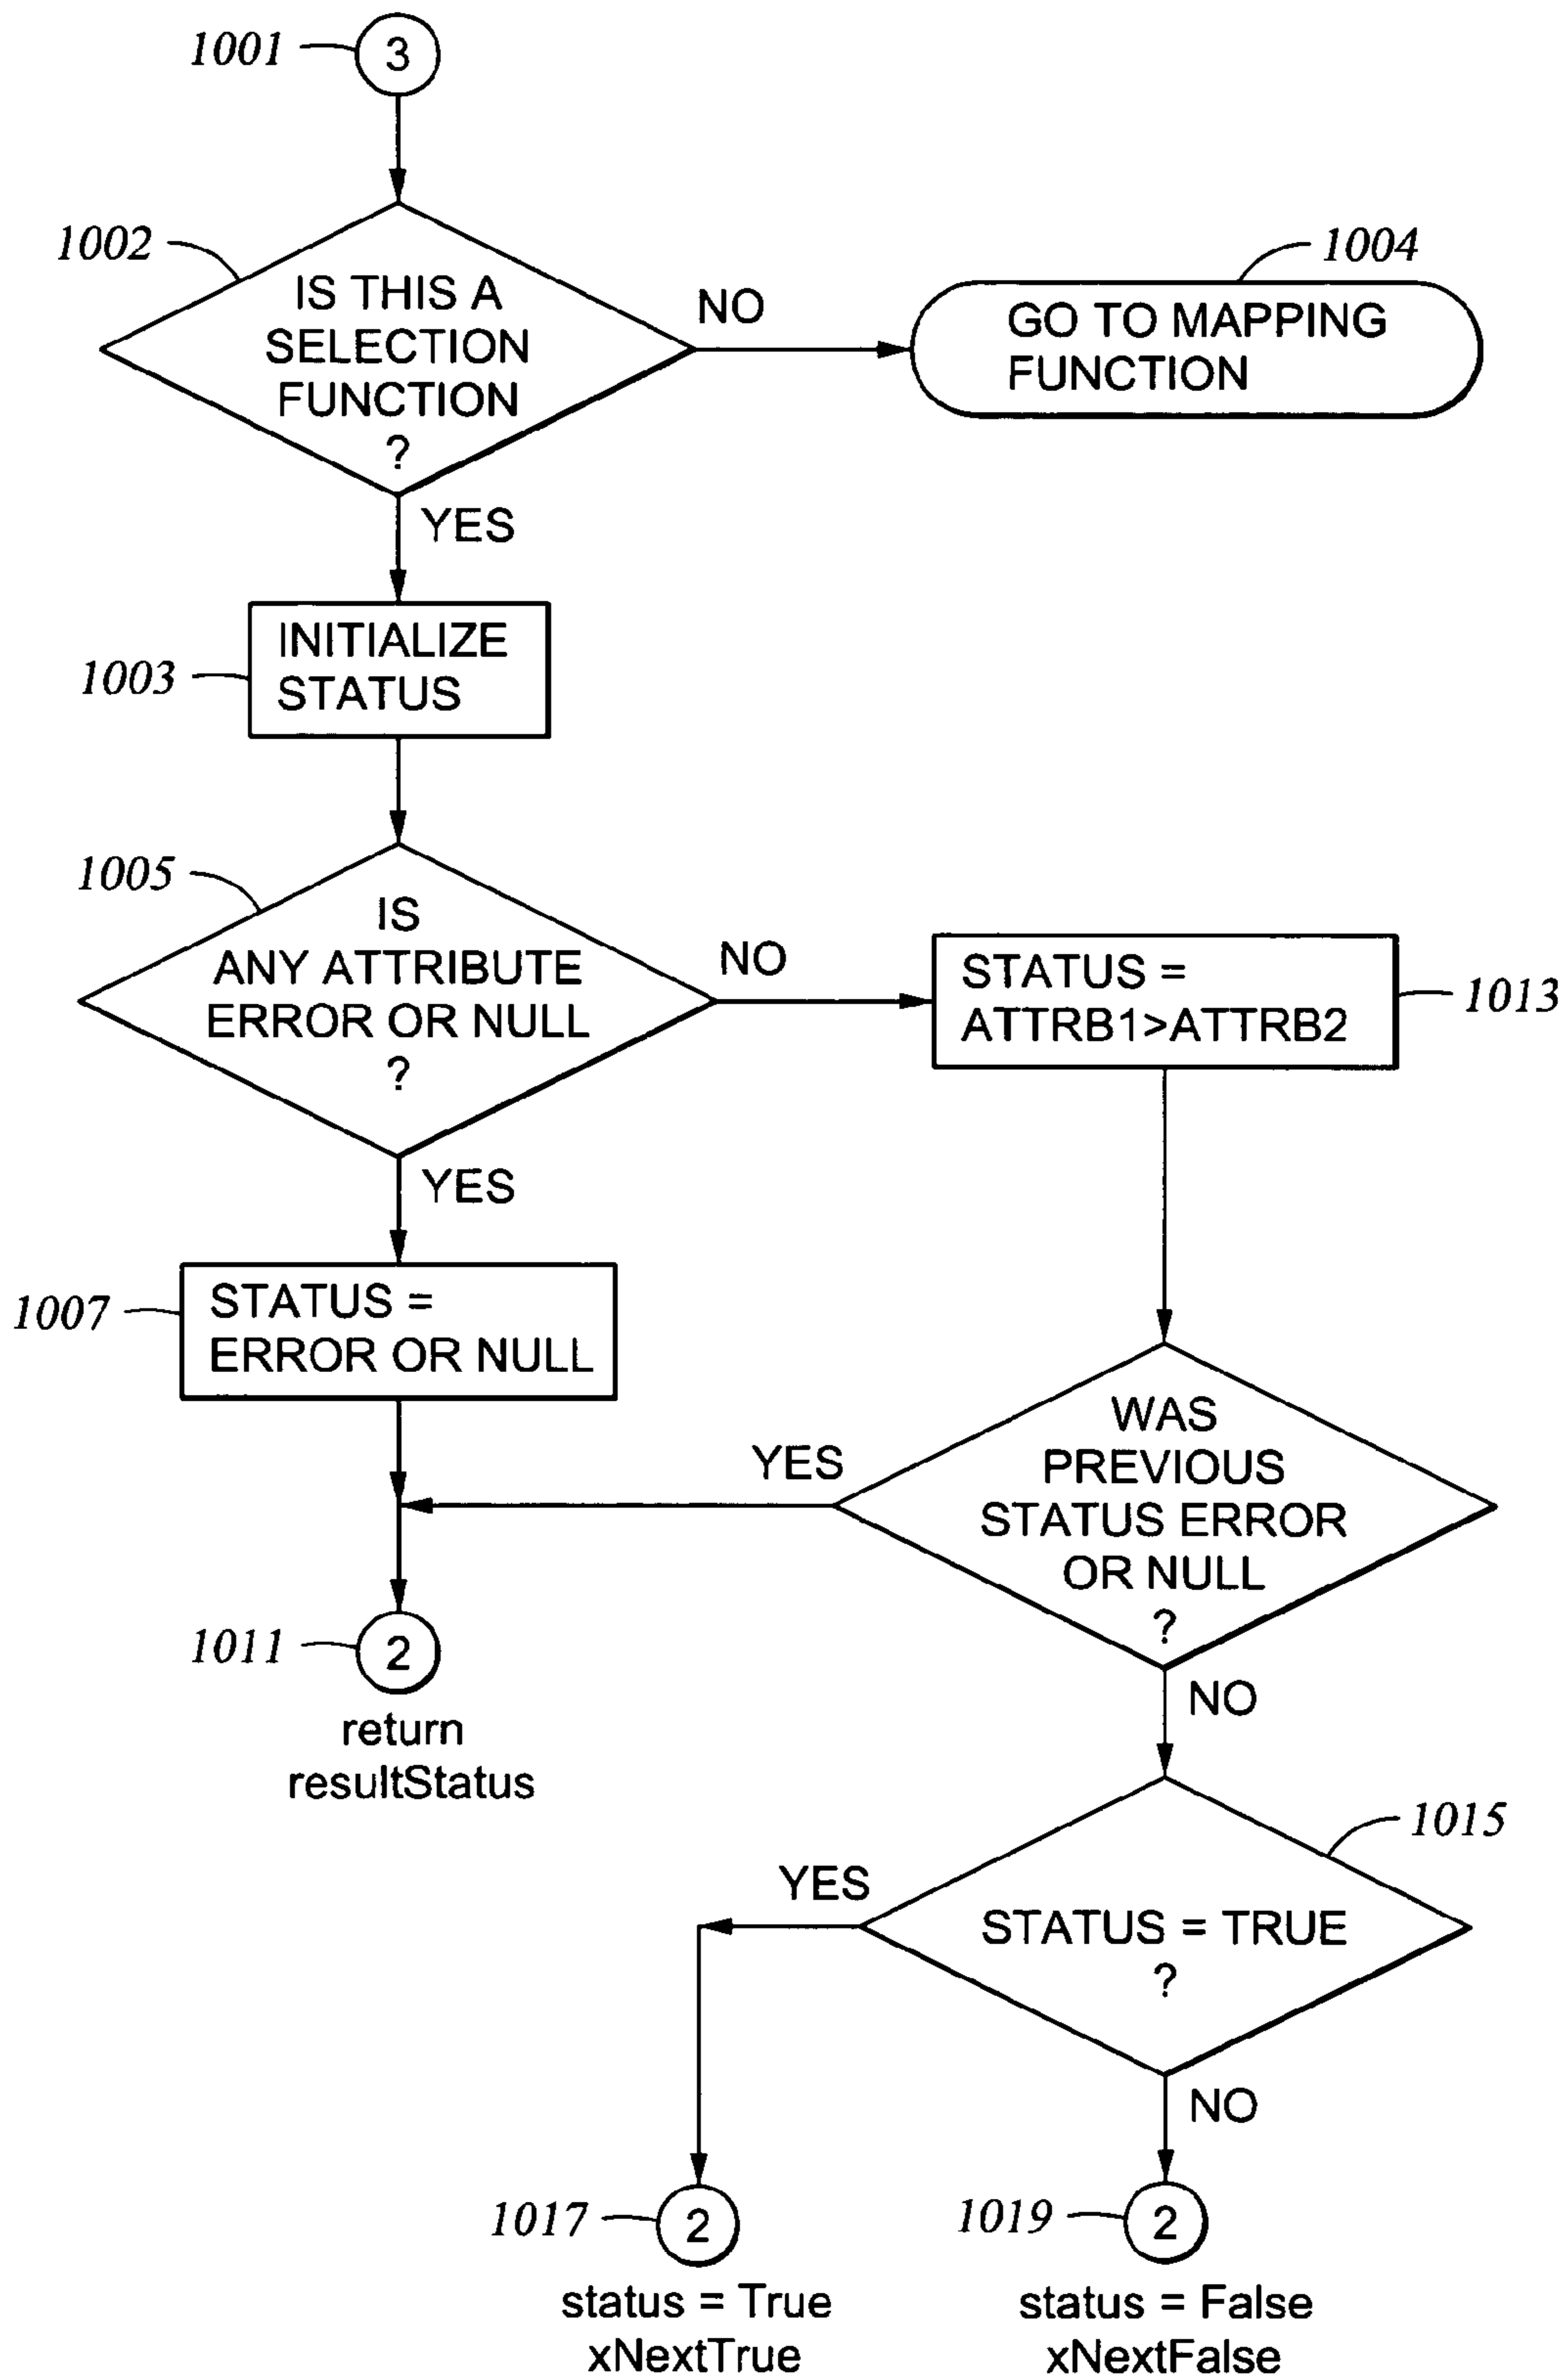 1001
3
1002
IS THIS A
SELECTION
FUNCTION
?
NO
1004
GO TO MAPPING
FUNCTION
YES
1003
INITIALIZE
STATUS
1005
IS
ANY ATTRIBUTE
ERROR OR NULL
?
NO
STATUS =
ATTRB1>ATTRB2
1013
YES
1007
STATUS =
ERROR OR NULL
WAS
PREVIOUS
STATUS ERROR
OR NULL
?
YES
NO
1011
2
return
resultStatus
1015
STATUS = TRUE
?
YES
NO
1017
2
status = True
xNextTrue
1019
2
status = False
xNextFalse